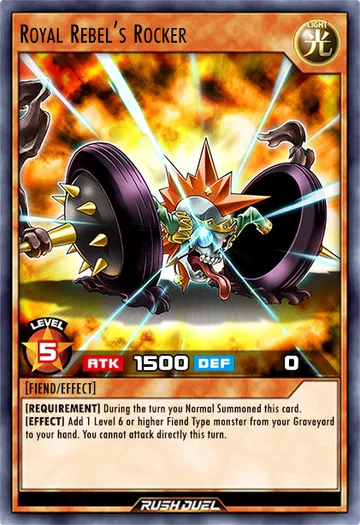 ROYAL REBEL'S ROCKER
LIGHT
光
LEVEL
5
ATK 1500 DEF 0
[FIEND/EFFECT]
[REQUIREMENT] During the turn you Normal Summoned this card.
[EFFECT] Add 1 Level 6 or higher Fiend Type monster from your Graveyard
to your hand. You cannot attack directly this turn.
RUSH DUEL